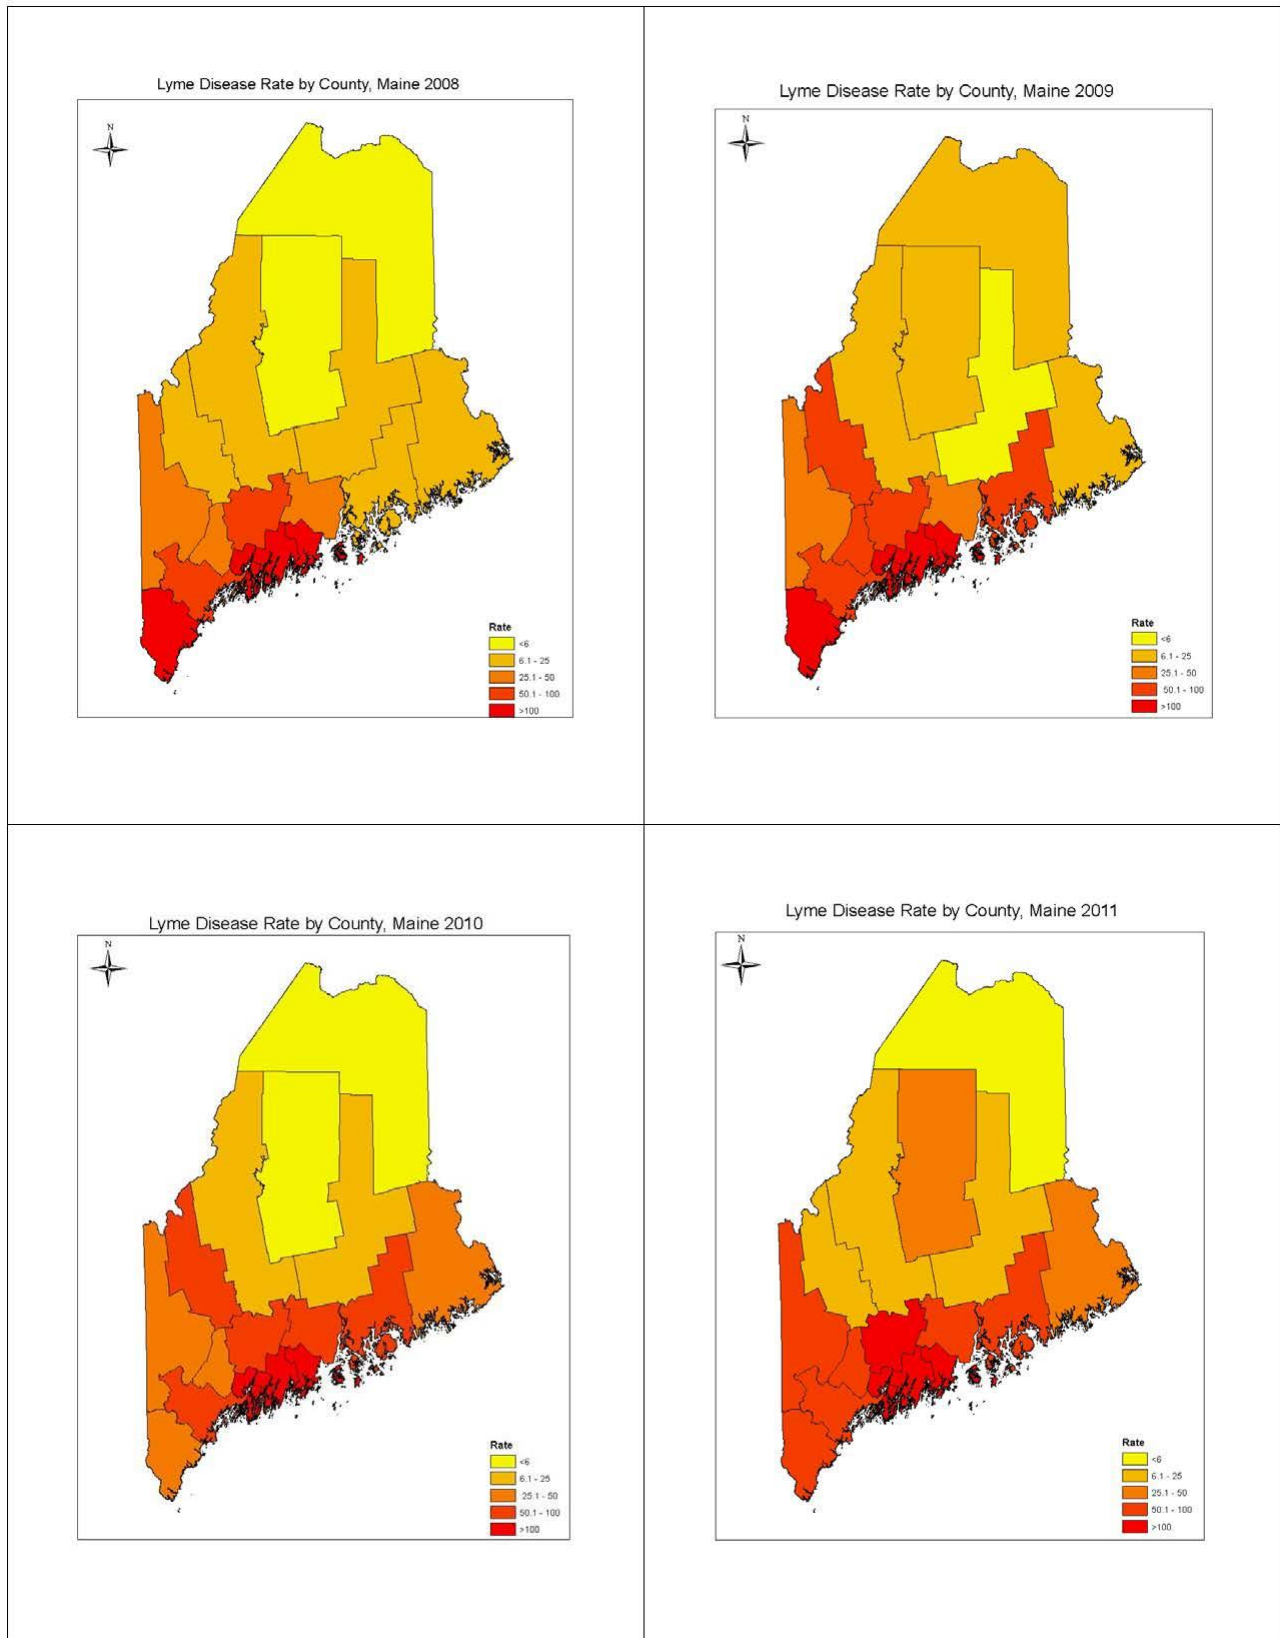 Lyme Disease Rate by County, Maine 2008
N
Rate
<6
6.1 - 25
25.1 - 50
50.1 - 100
>100
Lyme Disease Rate by County, Maine 2009
N
Rate
<6
6.1 - 25
25.1 - 50
50.1 - 100
>100
Lyme Disease Rate by County, Maine 2010
N
Rate
<6
6.1 - 25
25.1 - 50
50.1 - 100
>100
Lyme Disease Rate by County, Maine 2011
N
Rate
<6
6.1 - 25
25.1 - 50
50.1 - 100
>100